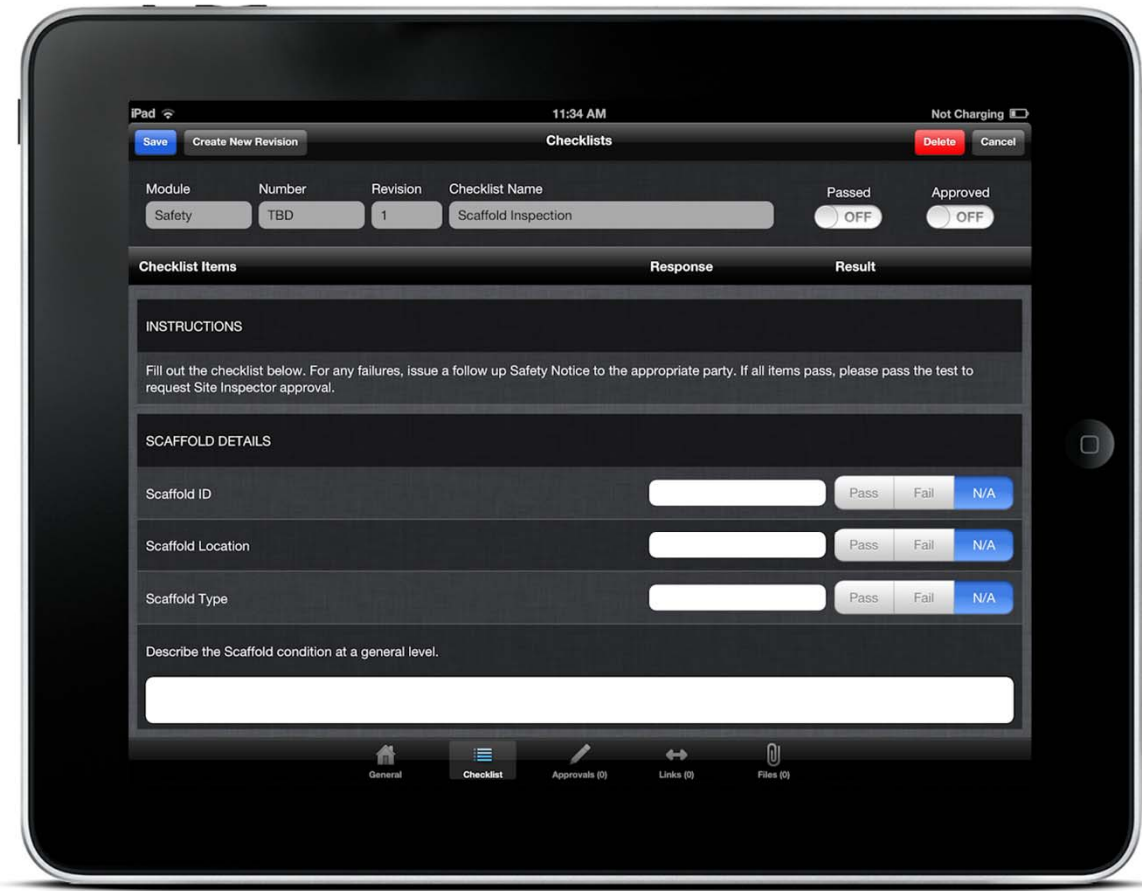 iPad 11:34 AM Not Charging
Save Create New Revision Checklists Delete Cancel
Module Number Revision Checklist Name Passed Approved
Safety TBD 1 Scaffold Inspection OFF OFF
Checklist Items Response Result
INSTRUCTIONS
Fill out the checklist below. For any failures, issue a follow up Safety Notice to the appropriate party. If all items pass, please pass the test to
request Site Inspector approval.
SCAFFOLD DETAILS
Scaffold ID Pass Fail N/A
Scaffold Location Pass Fail N/A
Scaffold Type Pass Fail N/A
Describe the Scaffold condition at a general level.
General Checklist Approvals (0) Links (0) Files (0)